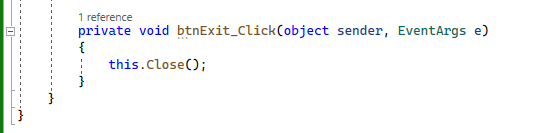 1 reference
private void btnExit_Click(object sender, EventArgs e)
{
this.Close();
}
}
}